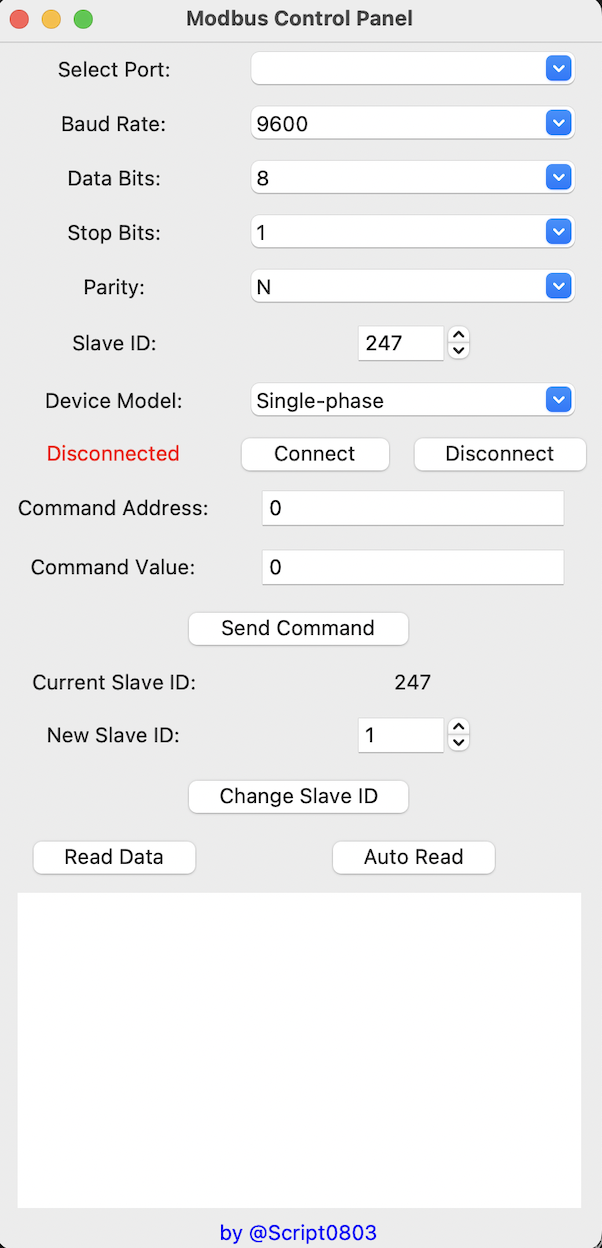 Modbus Control Panel
Select Port:
Baud Rate: 9600
Data Bits: 8
Stop Bits: 1
Parity: N
Slave ID: 247
Device Model: Single-phase
Disconnected Connect Disconnect
Command Address: 0
Command Value: 0
Send Command
Current Slave ID: 247
New Slave ID: 1
Change Slave ID
Read Data Auto Read
by @Script0803